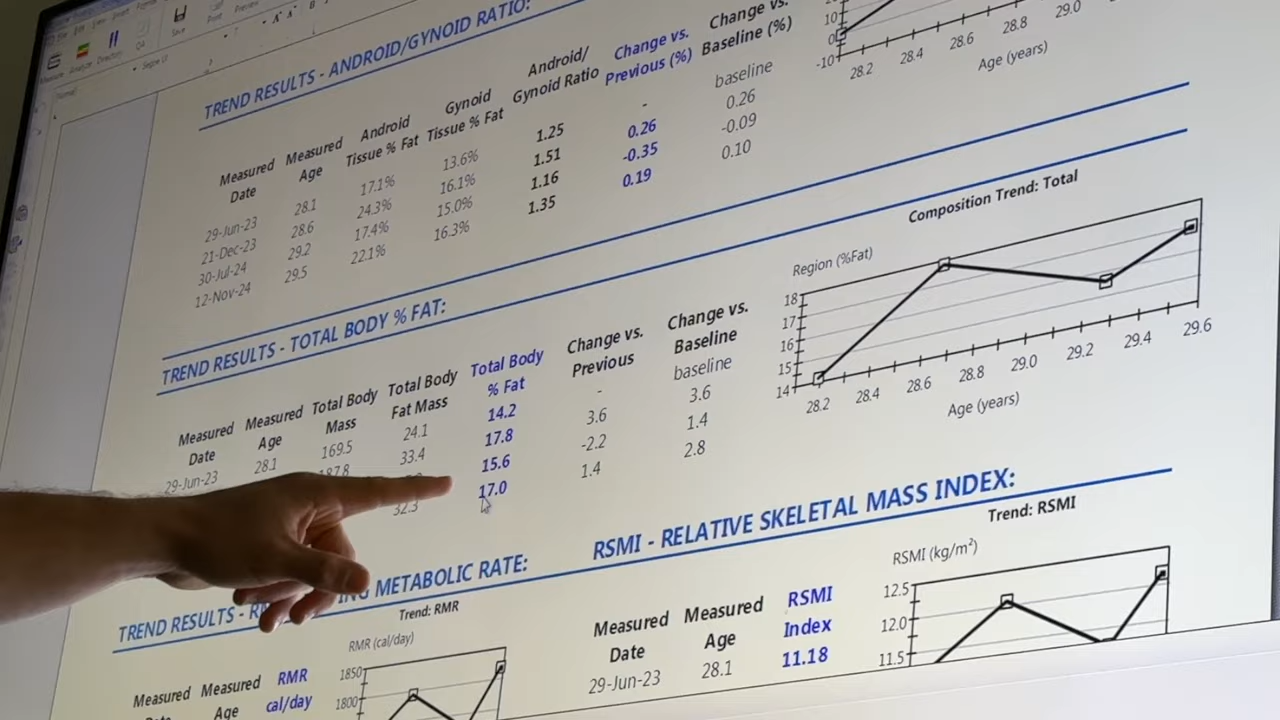 TREND RESULTS - ANDROID/GYNOID RATIO:
Measured Date Measured Age Android Tissue % Fat Gynoid Tissue % Fat Android/ Gynoid Ratio Change vs. Previous (%) Change vs. Baseline (%)
29-Jun-23 28.1 17.1% 13.6% 1.25 - baseline
21-Dec-23 28.6 24.3% 16.1% 1.51 0.26 0.26
30-Jul-24 29.2 17.4% 15.0% 1.16 -0.35 -0.09
12-Nov-24 29.5 22.1% 16.3% 1.35 0.19 0.10
10
0
-10
28.2 28.4 28.6 28.8 29.0
Age (years)
TREND RESULTS - TOTAL BODY % FAT:
Measured Date Measured Age Total Body Mass Total Body Fat Mass Total Body % Fat Change vs. Previous Change vs. Baseline
29-Jun-23 28.1 169.5 24.1 14.2 - baseline
187.8 33.4 17.8 3.6 3.6
15.6 -2.2 1.4
32.3 17.0 1.4 2.8
Composition Trend: Total
Region (%Fat)
18
17
16
15
14
28.2 28.4 28.6 28.8 29.0 29.2 29.4 29.6
Age (years)
TREND RESULTS - METABOLIC RATE:
Trend: RMR
Measured Measured Age RMR cal/day
RMR (cal/day)
1850
1800
RSMI - RELATIVE SKELETAL MASS INDEX:
Trend: RSMI
Measured Date Measured Age RSMI Index
29-Jun-23 28.1 11.18
RSMI (kg/m²)
12.5
12.0
11.5